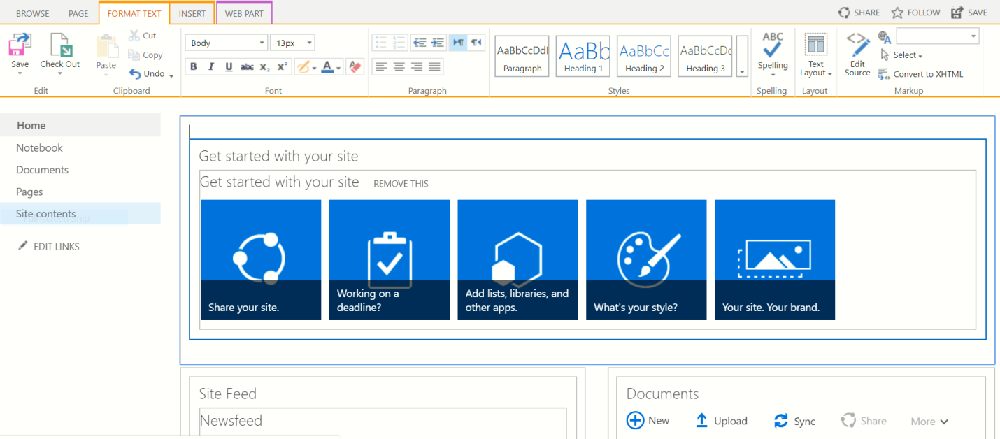 BROWSE PAGE FORMAT TEXT INSERT WEB PART SHARE FOLLOW SAVE
Save Check Out Paste Cut Copy Undo
Body 13px
B I U abc X₂ X² A
AaBbCcDdI AaBb AaBbCc AaBbCcDd
Paragraph Heading 1 Heading 2 Heading 3
ABC
Spelling
Text
Layout
Edit
Source
A
Select
Convert to XHTML
Edit Clipboard Font Paragraph Styles Spelling Layout Markup
Home
Notebook
Documents
Pages
Site contents
EDIT LINKS
Get started with your site
Get started with your site REMOVE THIS
Share your site.
Working on a
deadline?
Add lists, libraries, and
other apps.
What's your style?
Your site. Your brand.
Site Feed
Newsfeed
Documents
New Upload Sync Share More